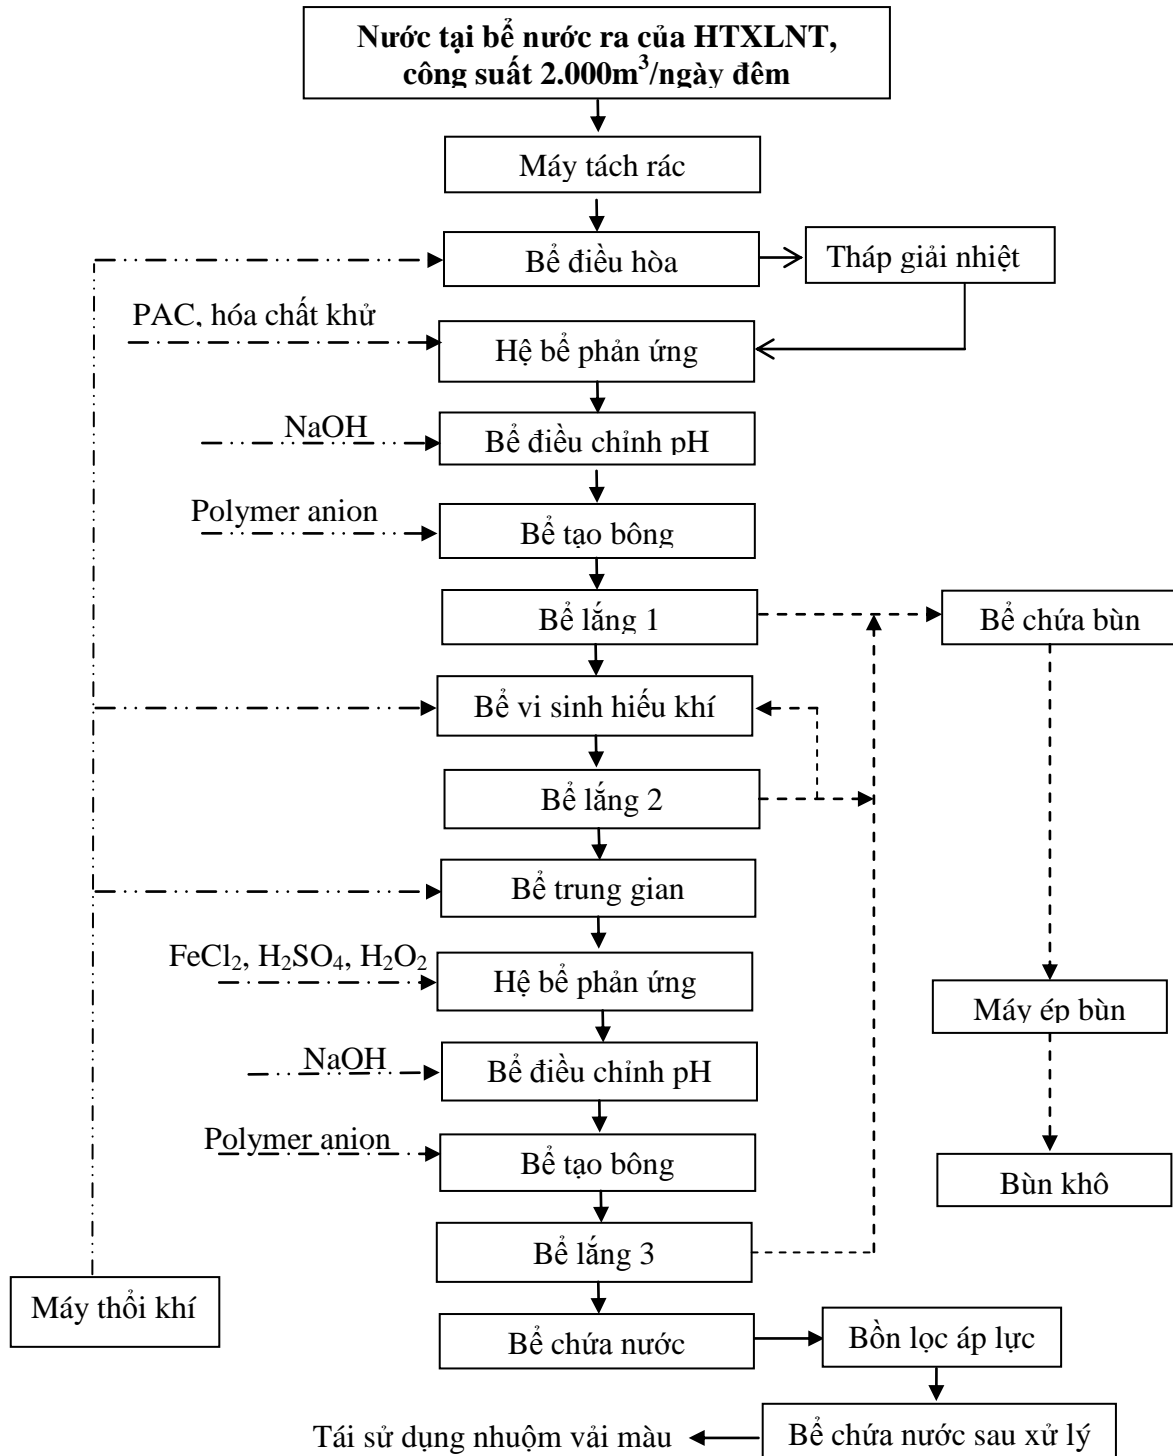 Nước tại bể nước ra của HTXLNT,
công suất 2.000m³/ngày đêm
Máy tách rác
Bể điều hòa
Tháp giải nhiệt
PAC, hóa chất khử
Hệ bể phản ứng
NaOH
Bể điều chỉnh pH
Polymer anion
Bể tạo bông
Bể lắng 1
Bể chứa bùn
Bể vi sinh hiếu khí
Bể lắng 2
Bể trung gian
FeCl₂, H₂SO₄, H₂O₂
Hệ bể phản ứng
Máy ép bùn
NaOH
Bể điều chỉnh pH
Polymer anion
Bể tạo bông
Bùn khô
Bể lắng 3
Máy thổi khí
Bể chứa nước
Bồn lọc áp lực
Tái sử dụng nhuộm vải màu
Bể chứa nước sau xử lý